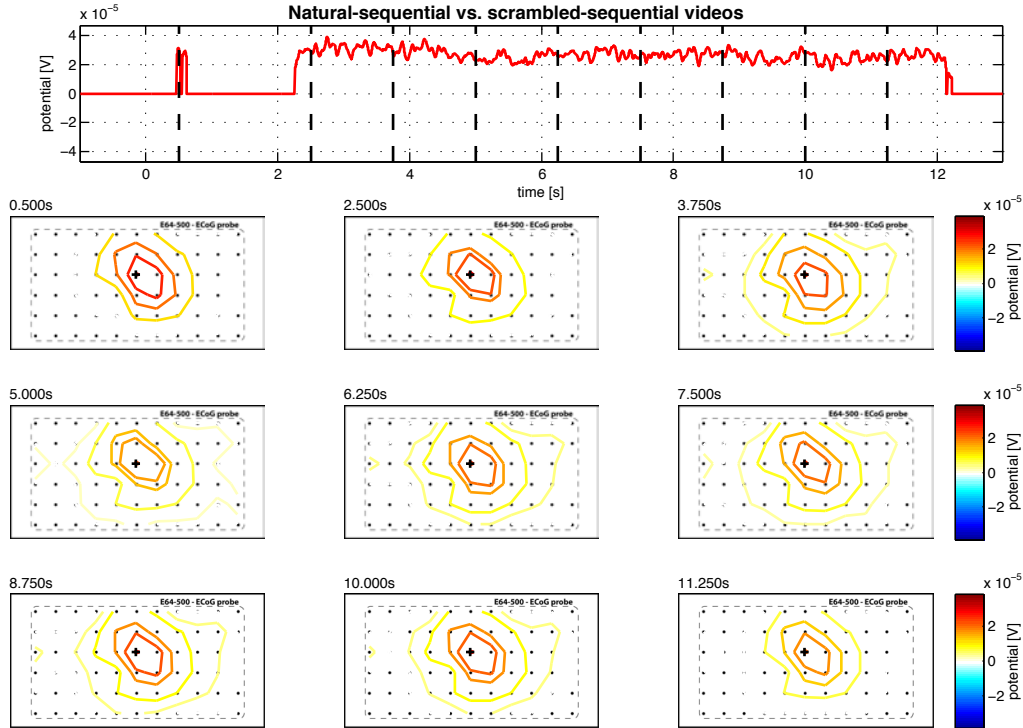 Natural-sequential vs. scrambled-sequential videos
x 10⁻⁵
4
2
0
−2
−4
potential [V]
0 2 4 6 8 10 12
time [s]
0.500s 2.500s 3.750s
E64-500 - ECoG probe E64-500 - ECoG probe E64-500 - ECoG probe
x 10⁻⁵
2
0
−2
potential [V]
5.000s 6.250s 7.500s
E64-500 - ECoG probe E64-500 - ECoG probe E64-500 - ECoG probe
x 10⁻⁵
2
0
−2
potential [V]
8.750s 10.000s 11.250s
E64-500 - ECoG probe E64-500 - ECoG probe E64-500 - ECoG probe
x 10⁻⁵
2
0
−2
potential [V]